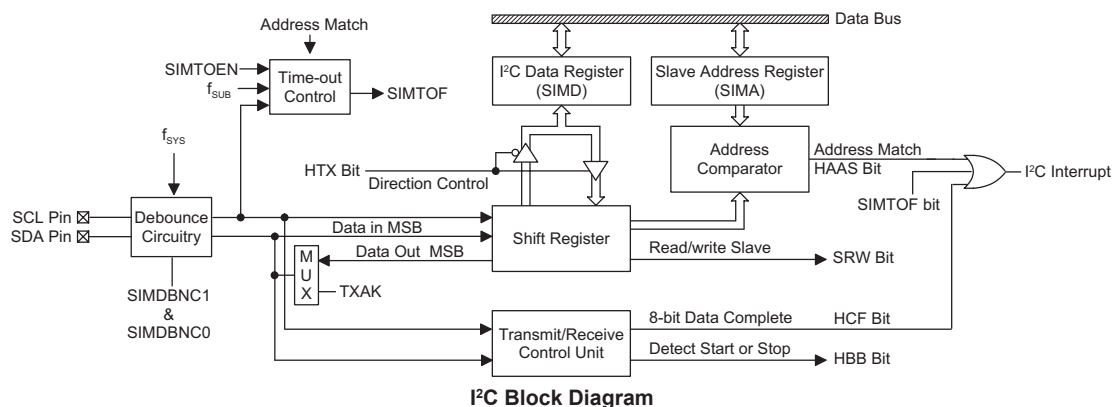 Address Match
Data Bus
SIMTOEN
fSUB
Time-out
Control
SIMTOF
I²C Data Register
(SIMD)
Slave Address Register
(SIMA)
fSYS
HTX Bit
Direction Control
Address
Comparator
Address Match
HAAS Bit
I²C Interrupt
SIMTOF bit
SCL Pin
SDA Pin
Debounce
Circuitry
Data in MSB
Shift Register
Data Out MSB
Read/write Slave
SRW Bit
M
U
X
TXAK
SIMDBNC1
&
SIMDBNC0
Transmit/Receive
Control Unit
8-bit Data Complete
HCF Bit
Detect Start or Stop
HBB Bit
I²C Block Diagram